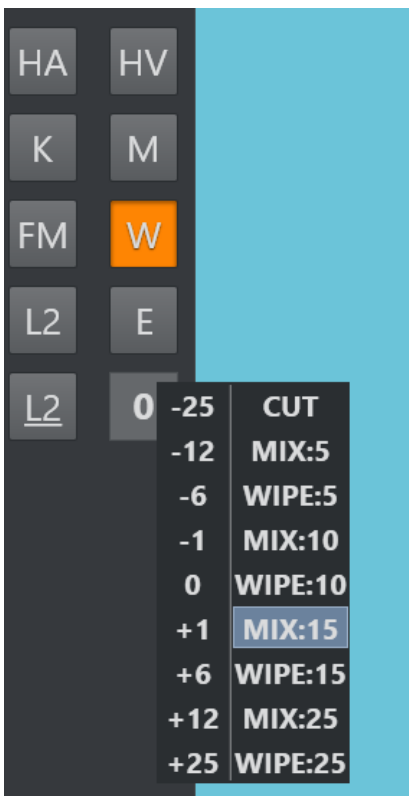 HA HV
K M
FM W
L2 E
L2 0
-25 CUT
-12 MIX:5
-6 WIPE:5
-1 MIX:10
0 WIPE:10
+1 MIX:15
+6 WIPE:15
+12 MIX:25
+25 WIPE:25